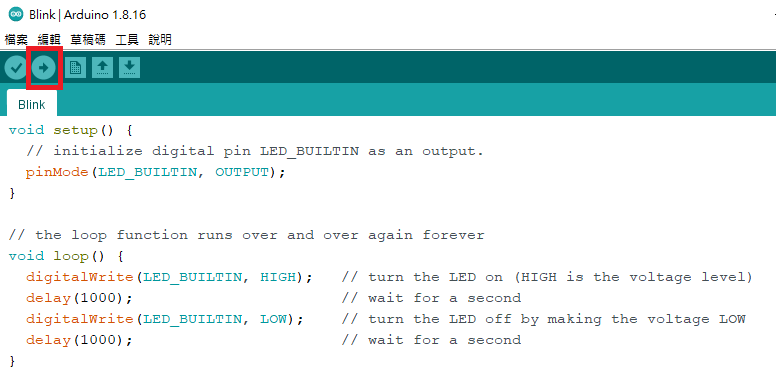 Blink | Arduino 1.8.16
檔案 編輯 草稿碼 工具 說明
Blink
void setup() {
  // initialize digital pin LED_BUILTIN as an output.
  pinMode(LED_BUILTIN, OUTPUT);
}
// the loop function runs over and over again forever
void loop() {
  digitalWrite(LED_BUILTIN, HIGH);   // turn the LED on (HIGH is the voltage level)
  delay(1000);                       // wait for a second
  digitalWrite(LED_BUILTIN, LOW);    // turn the LED off by making the voltage LOW
  delay(1000);                       // wait for a second
}